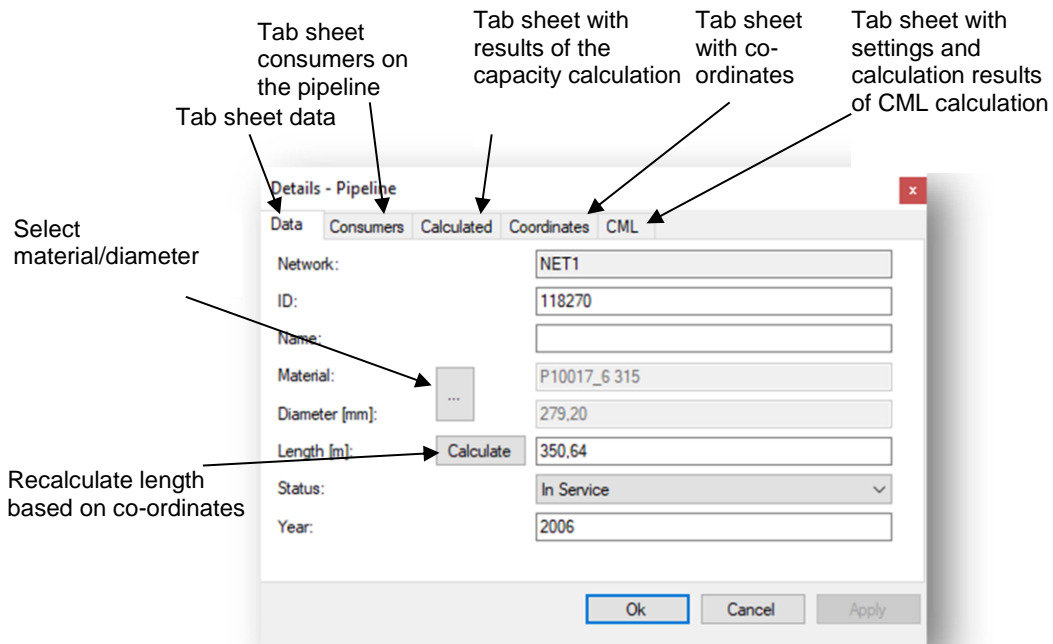 Tab sheet
consumers on
the pipeline
Tab sheet with
results of the
capacity calculation
Tab sheet
with co-
ordinates
Tab sheet with
settings and
calculation results
of CML calculation
Tab sheet data
Select
material/diameter
Recalculate length
based on co-ordinates
Details - Pipeline
x
Data Consumers Calculated Coordinates CML
Network: NET1
ID: 118270
Name:
Material: P10017_6 315
...
Diameter [mm]: 279,20
Length [m]: Calculate 350,64
Status: In Service
Year: 2006
Ok Cancel Apply